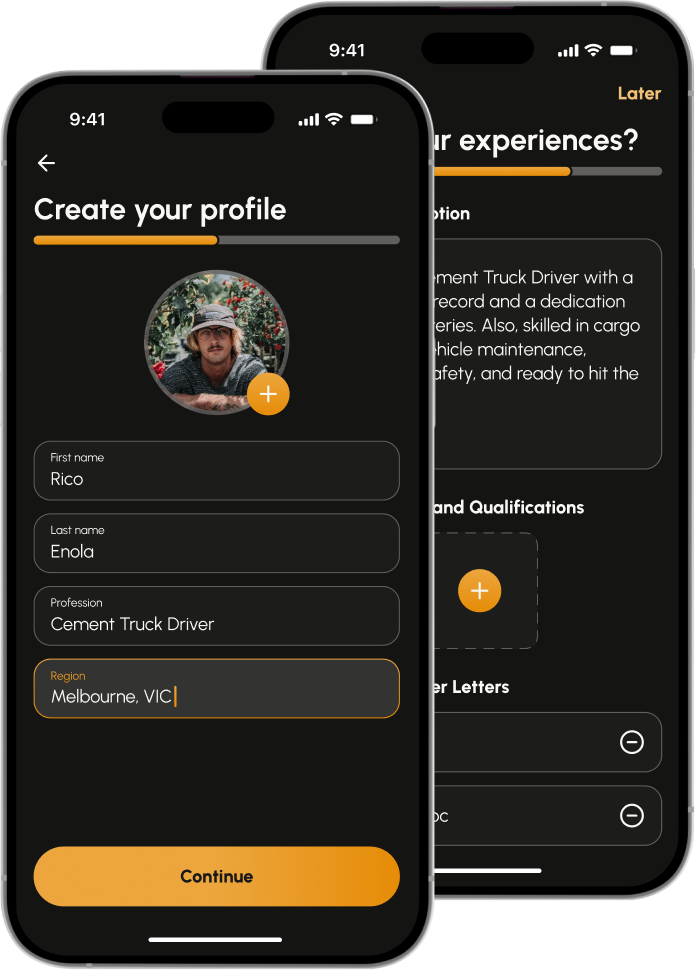 9:41
Create your profile
First name
Rico
Last name
Enola
Profession
Cement Truck Driver
Region
Melbourne, VIC
Continue
9:41
Later
ur experiences?
ption
ement Truck Driver with a
record and a dedication
veries. Also, skilled in cargo
ehicle maintenance,
afety, and ready to hit the
and Qualifications
er Letters
oc